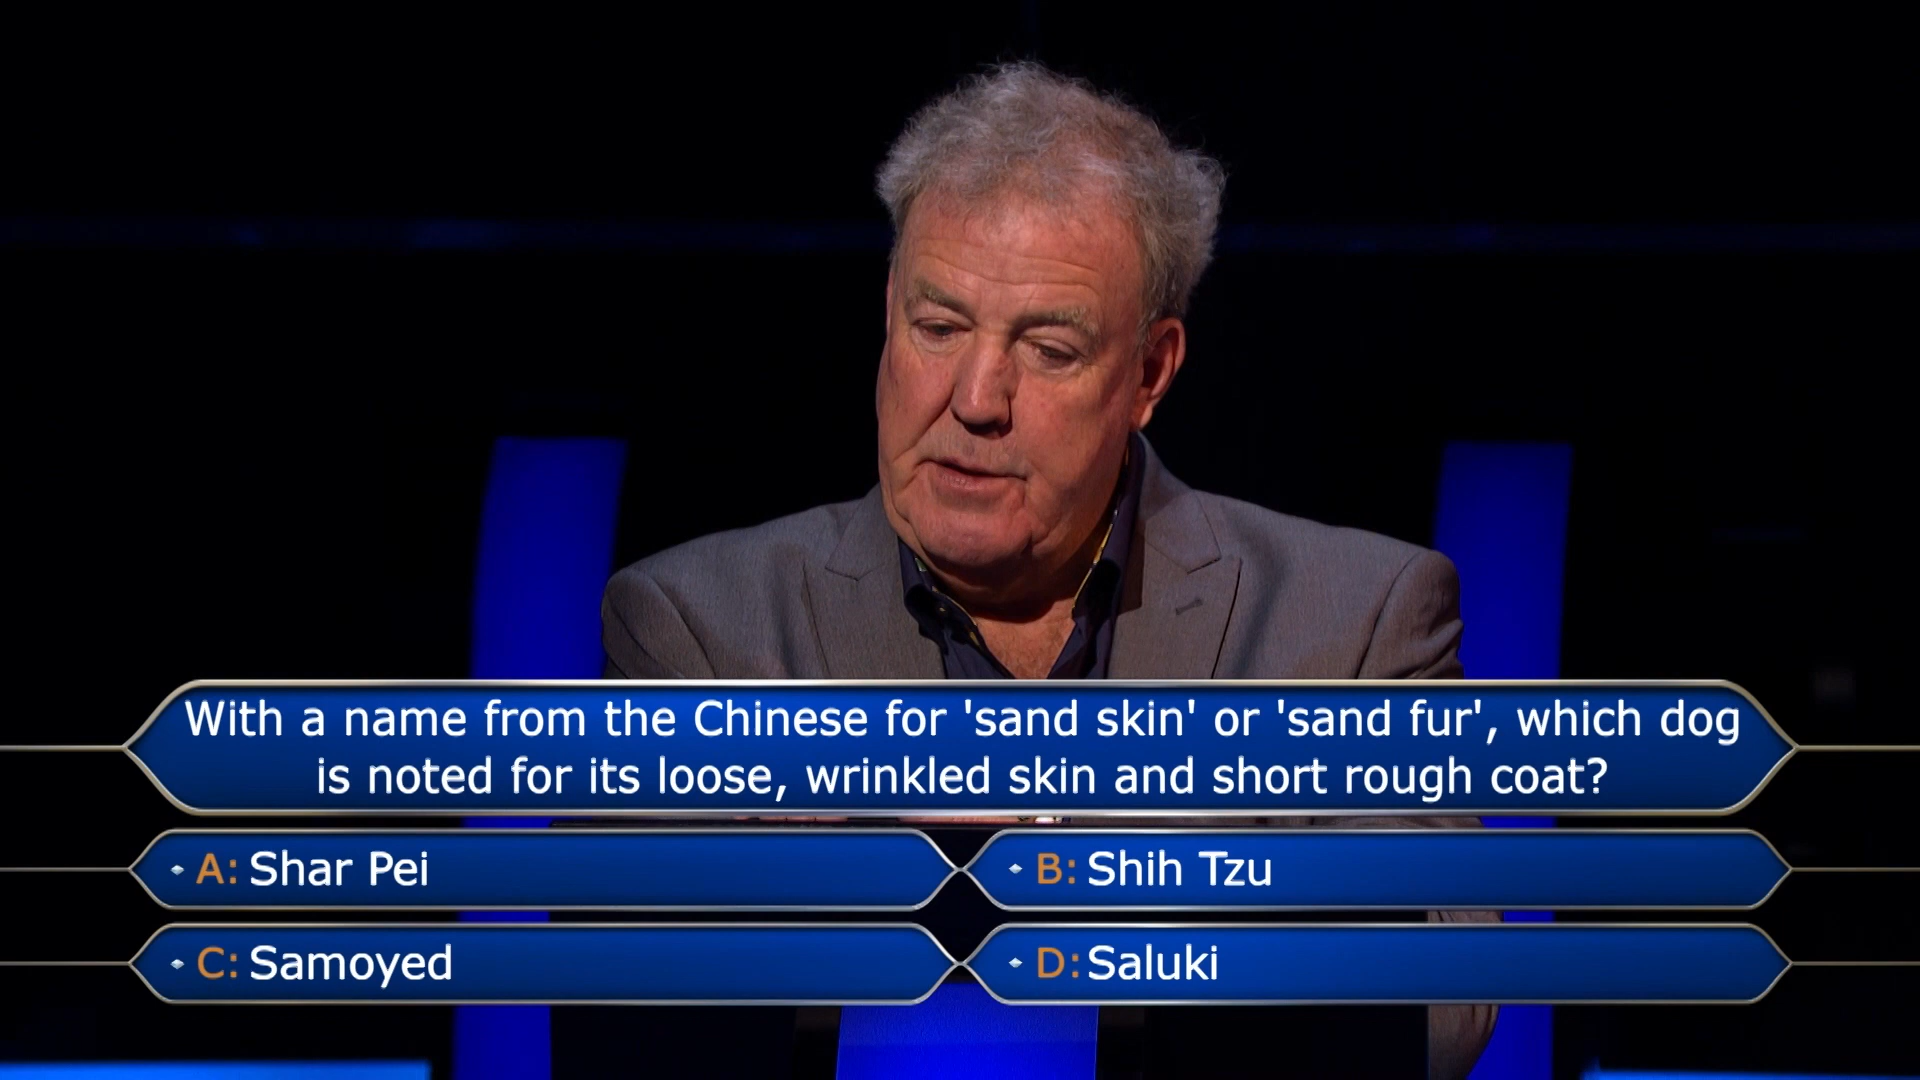 With a name from the Chinese for 'sand skin' or 'sand fur', which dog
is noted for its loose, wrinkled skin and short rough coat?
A: Shar Pei
B: Shih Tzu
C: Samoyed
D: Saluki